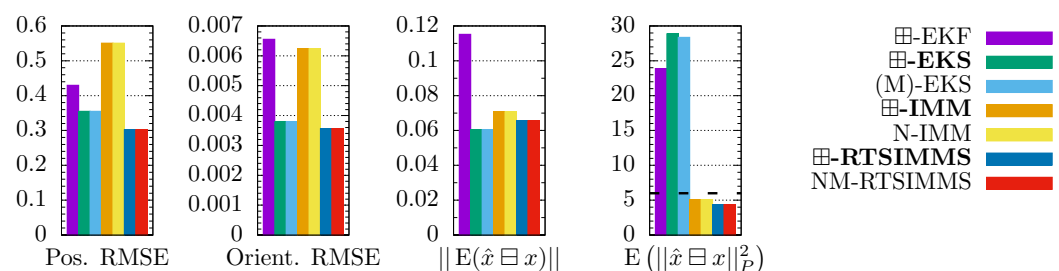 0.6
0.5
0.4
0.3
0.2
0.1
0
Pos. RMSE
0.007
0.006
0.005
0.004
0.003
0.002
0.001
0.000
Orient. RMSE
0.12
0.1
0.08
0.06
0.04
0.02
0
|| E(x̂ ⊟ x)||
30
25
20
15
10
5
0
E (||x̂ ⊟ x||²_P)
⊞-EKF
⊞-EKS
(M)-EKS
⊞-IMM
N-IMM
⊞-RTSIMMS
NM-RTSIMMS